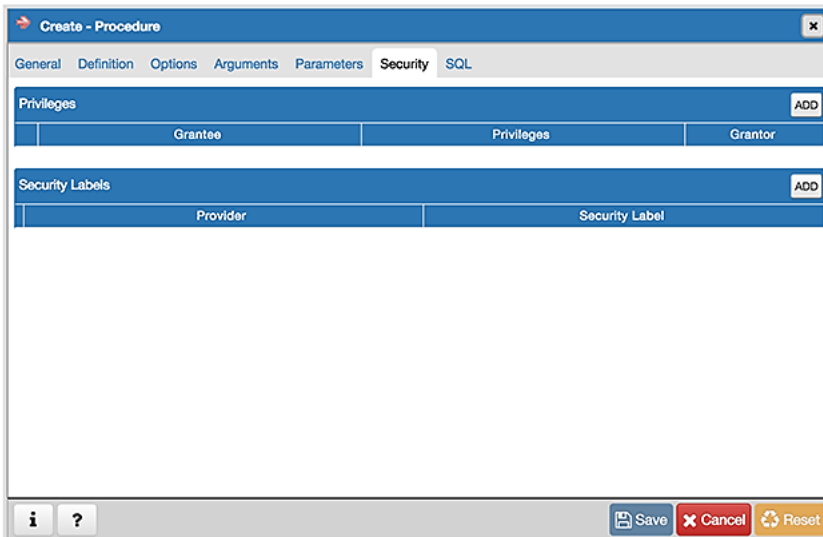 Create - Procedure
General Definition Options Arguments Parameters Security SQL
Privileges ADD
Grantee Privileges Grantor
Security Labels ADD
Provider Security Label
i ? Save Cancel Reset